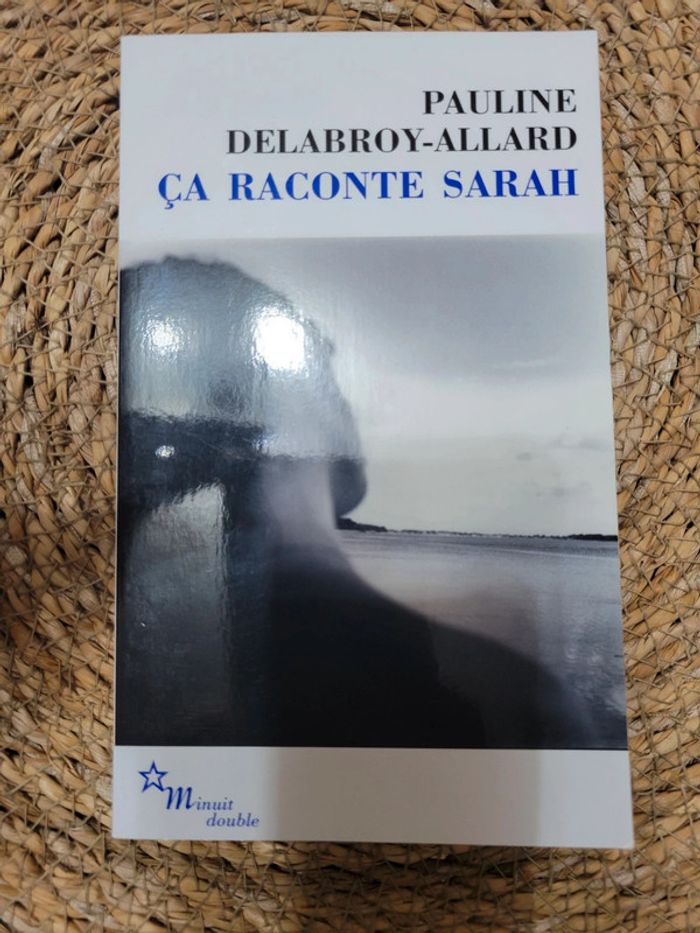 PAULINE
DELABROY-ALLARD
ÇA RACONTE SARAH
Minuit
double